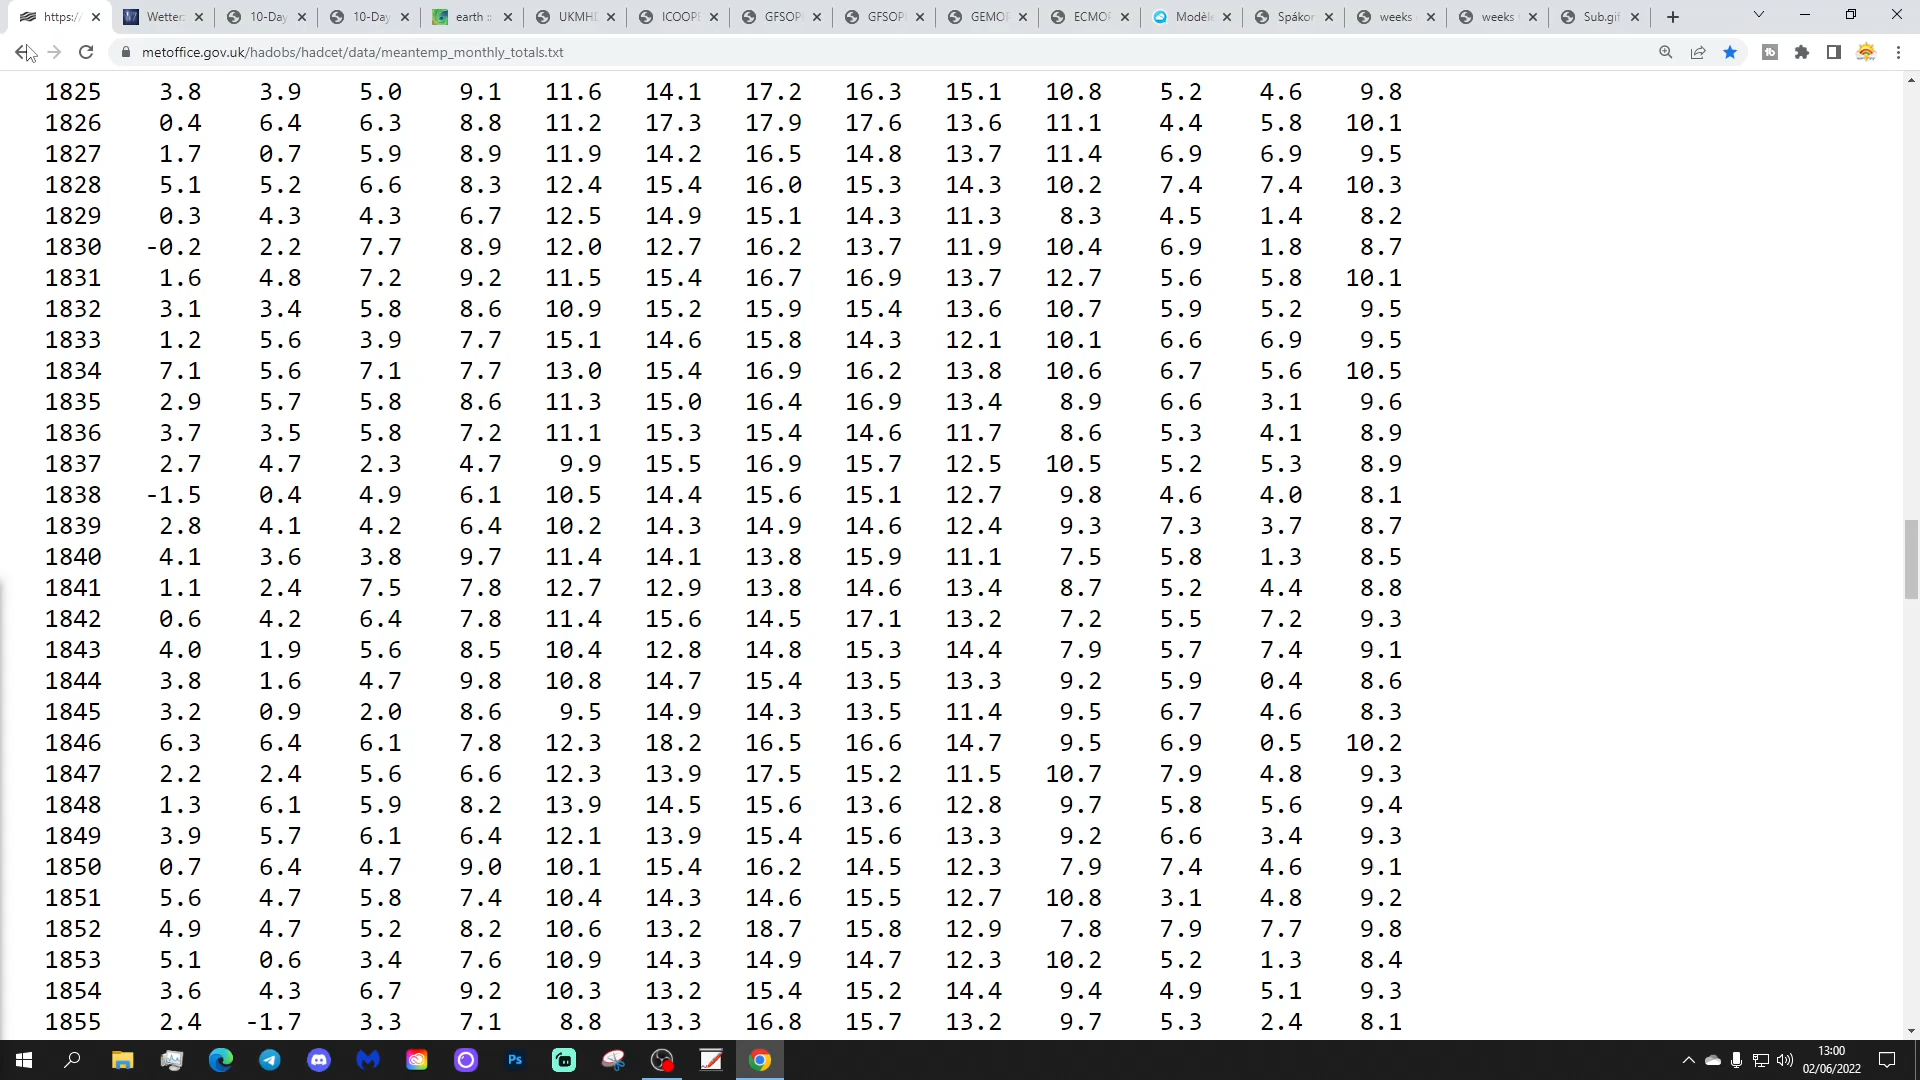 https:/
Wetter
10-Day
10-Day
earth ::
UKMHD
ICOOPE
GFSOP
GFSOP
GEMOP
ECMOP
Modèle
Spákor
weeks
weeks
Sub.gif
metoffice.gov.uk/hadobs/hadcet/data/meantemp_monthly_totals.txt
1825 3.8 3.9 5.0 9.1 11.6 14.1 17.2 16.3 15.1 10.8 5.2 4.6 9.8
1826 0.4 6.4 6.3 8.8 11.2 17.3 17.9 17.6 13.6 11.1 4.4 5.8 10.1
1827 1.7 0.7 5.9 8.9 11.9 14.2 16.5 14.8 13.7 11.4 6.9 6.9 9.5
1828 5.1 5.2 6.6 8.3 12.4 15.4 16.0 15.3 14.3 10.2 7.4 7.4 10.3
1829 0.3 4.3 4.3 6.7 12.5 14.9 15.1 14.3 11.3 8.3 4.5 1.4 8.2
1830 -0.2 2.2 7.7 8.9 12.0 12.7 16.2 13.7 11.9 10.4 6.9 1.8 8.7
1831 1.6 4.8 7.2 9.2 11.5 15.4 16.7 16.9 13.7 12.7 5.6 5.8 10.1
1832 3.1 3.4 5.8 8.6 10.9 15.2 15.9 15.4 13.6 10.7 5.9 5.2 9.5
1833 1.2 5.6 3.9 7.7 15.1 14.6 15.8 14.3 12.1 10.1 6.6 6.9 9.5
1834 7.1 5.6 7.1 7.7 13.0 15.4 16.9 16.2 13.8 10.6 6.7 5.6 10.5
1835 2.9 5.7 5.8 8.6 11.3 15.0 16.4 16.9 13.4 8.9 6.6 3.1 9.6
1836 3.7 3.5 5.8 7.2 11.1 15.3 15.4 14.6 11.7 8.6 5.3 4.1 8.9
1837 2.7 4.7 2.3 4.7 9.9 15.5 16.9 15.7 12.5 10.5 5.2 5.3 8.9
1838 -1.5 0.4 4.9 6.1 10.5 14.4 15.6 15.1 12.7 9.8 4.6 4.0 8.1
1839 2.8 4.1 4.2 6.4 10.2 14.3 14.9 14.6 12.4 9.3 7.3 3.7 8.7
1840 4.1 3.6 3.8 9.7 11.4 14.1 13.8 15.9 11.1 7.5 5.8 1.3 8.5
1841 1.1 2.4 7.5 7.8 12.7 12.9 13.8 14.6 13.4 8.7 5.2 4.4 8.8
1842 0.6 4.2 6.4 7.8 11.4 15.6 14.5 17.1 13.2 7.2 5.5 7.2 9.3
1843 4.0 1.9 5.6 8.5 10.4 12.8 14.8 15.3 14.4 7.9 5.7 7.4 9.1
1844 3.8 1.6 4.7 9.8 10.8 14.7 15.4 13.5 13.3 9.2 5.9 0.4 8.6
1845 3.2 0.9 2.0 8.6 9.5 14.9 14.3 13.5 11.4 9.5 6.7 4.6 8.3
1846 6.3 6.4 6.1 7.8 12.3 18.2 16.5 16.6 14.7 9.5 6.9 0.5 10.2
1847 2.2 2.4 5.6 6.6 12.3 13.9 17.5 15.2 11.5 10.7 7.9 4.8 9.3
1848 1.3 6.1 5.9 8.2 13.9 14.5 15.6 13.6 12.8 9.7 5.8 5.6 9.4
1849 3.9 5.7 6.1 6.4 12.1 13.9 15.4 15.6 13.3 9.2 6.6 3.4 9.3
1850 0.7 6.4 4.7 9.0 10.1 15.4 16.2 14.5 12.3 7.9 7.4 4.6 9.1
1851 5.6 4.7 5.8 7.4 10.4 14.3 14.6 15.5 12.7 10.8 3.1 4.8 9.2
1852 4.9 4.7 5.2 8.2 10.6 13.2 18.7 15.8 12.9 7.8 7.9 7.7 9.8
1853 5.1 0.6 3.4 7.6 10.9 14.3 14.9 14.7 12.3 10.2 5.2 1.3 8.4
1854 3.6 4.3 6.7 9.2 10.3 13.2 15.4 15.2 14.4 9.4 4.9 5.1 9.3
1855 2.4 -1.7 3.3 7.1 8.8 13.3 16.8 15.7 13.2 9.7 5.3 2.4 8.1
Ps
13:00
02/06/2022